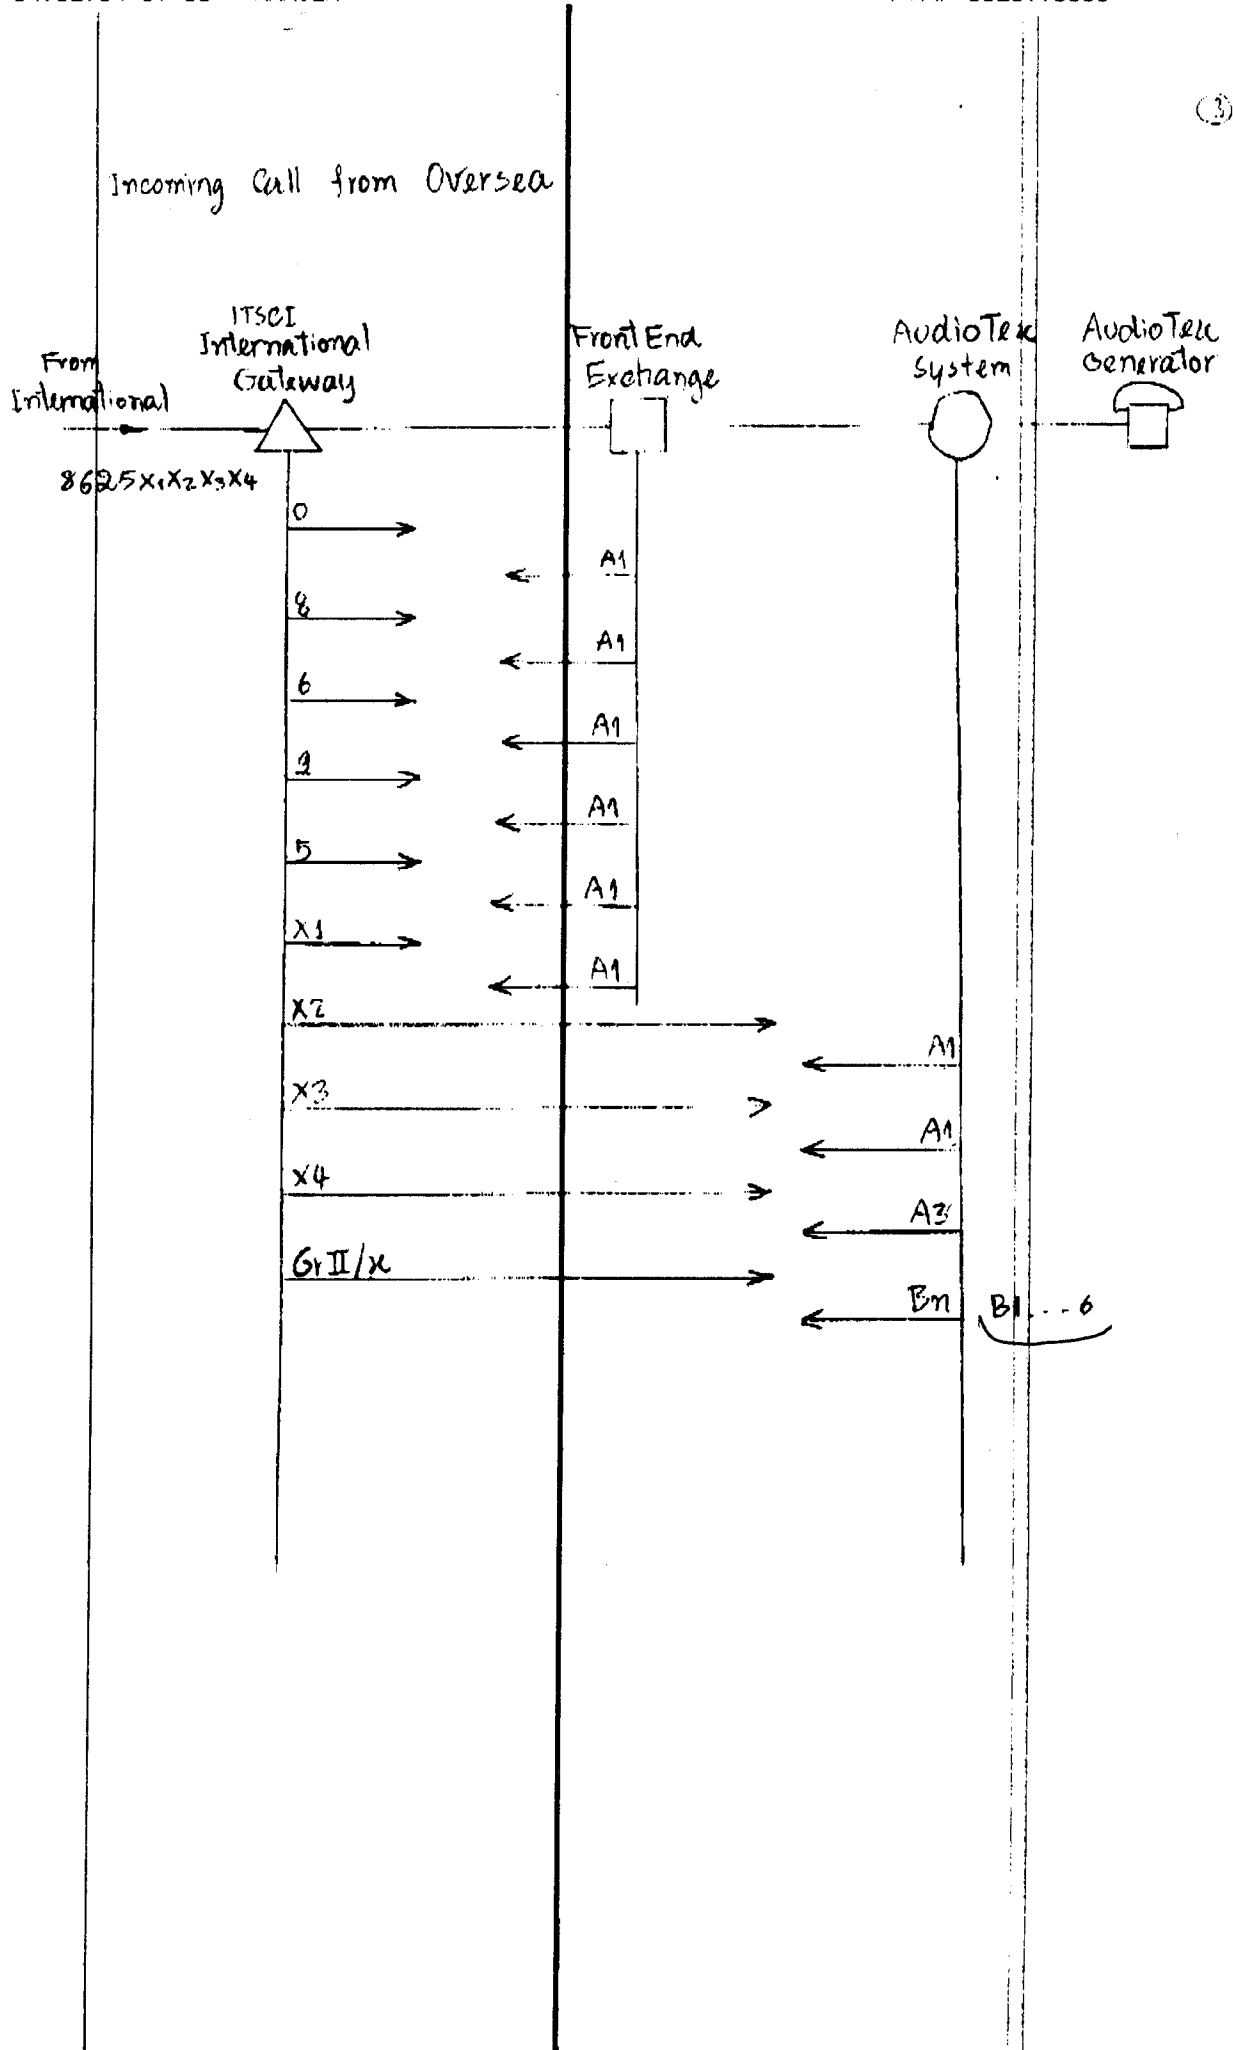 3
Incoming Call from Oversea
From
International
ITSCI
International
Gateway
Front End
Exchange
AudioTex
System
AudioTex
Generator
8625X1X2X3X4
0
A1
8
A1
6
A1
2
A1
5
A1
X1
A1
X2
A1
X3
A1
X4
A3
Gr II/x
Bn B1...6